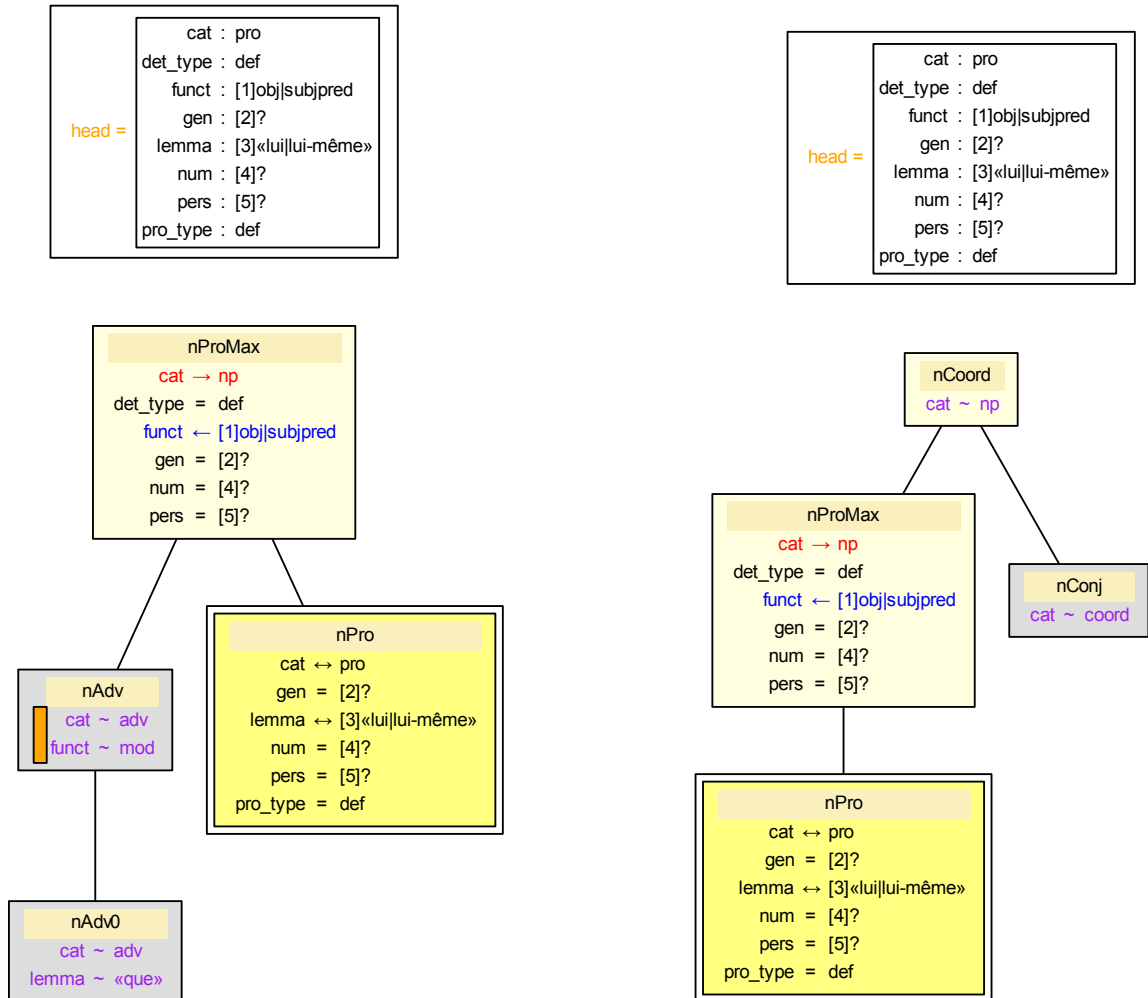 cat : pro
det_type : def
funct : [1]obj|subjpred
gen : [2]?
head =
lemma : [3]«lui|lui-même»
num : [4]?
pers : [5]?
pro_type : def
nProMax
cat → np
det_type = def
funct ← [1]obj|subjpred
gen = [2]?
num = [4]?
pers = [5]?
nPro
cat ↔ pro
gen = [2]?
lemma ↔ [3]«lui|lui-même»
num = [4]?
pers = [5]?
pro_type = def
nAdv
cat ~ adv
funct ~ mod
nAdv0
cat ~ adv
lemma ~ «que»
cat : pro
det_type : def
funct : [1]obj|subjpred
gen : [2]?
head =
lemma : [3]«lui|lui-même»
num : [4]?
pers : [5]?
pro_type : def
nCoord
cat ~ np
nProMax
cat → np
det_type = def
funct ← [1]obj|subjpred
gen = [2]?
num = [4]?
pers = [5]?
nConj
cat ~ coord
nPro
cat ↔ pro
gen = [2]?
lemma ↔ [3]«lui|lui-même»
num = [4]?
pers = [5]?
pro_type = def